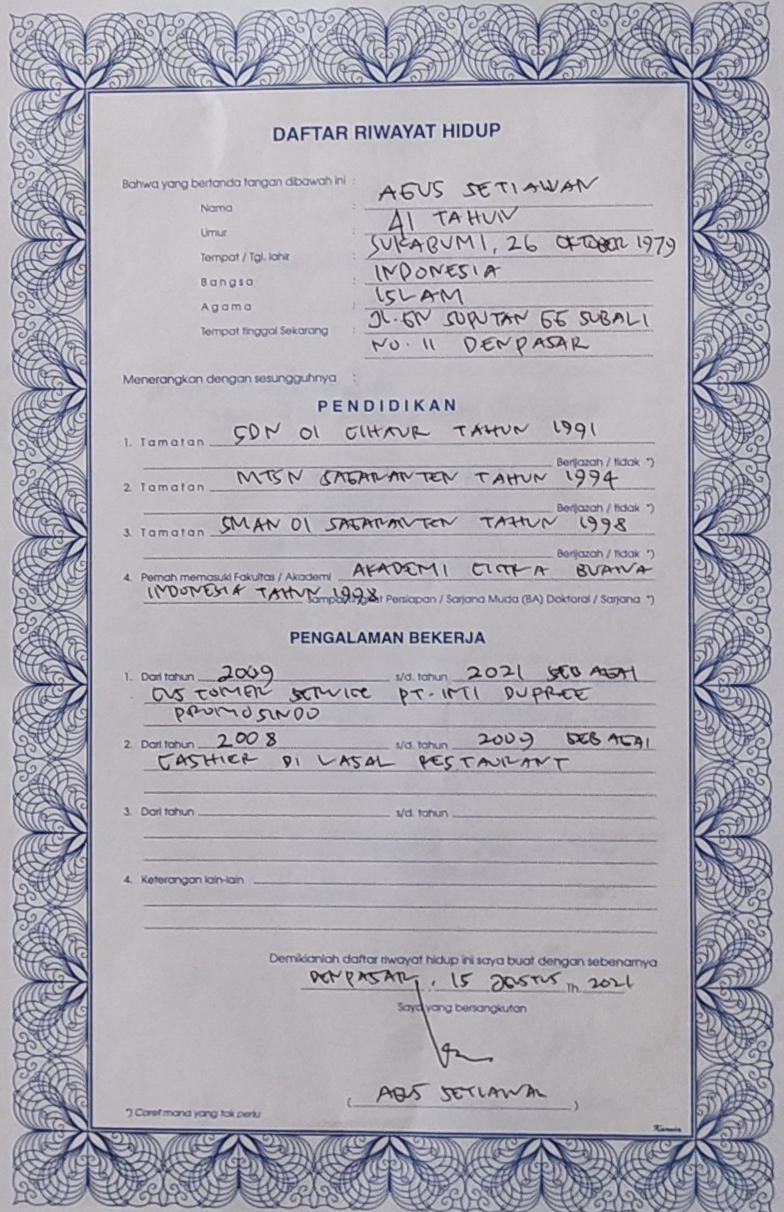 DAFTAR RIWAYAT HIDUP
Bahwa yang bertanda tangan dibawah ini :
Nama : AGUS SETIAWAN
Umur : 41 TAHUN
Tempat / Tgl. lahir : SUKABUMI, 26 OKTOBER 1979
Bangsa : INDONESIA
Agama : ISLAM
Tempat tinggal Sekarang : JL. GN SOPUTAN GG SUBALI
NO. 11 DENPASAR
Menerangkan dengan sesungguhnya :
PENDIDIKAN
1. Tamatan SDN 01 CIHAUR TAHUN 1991
Berijazah / tidak *)
2. Tamatan MTSN SAGARANTEN TAHUN 1994
Berijazah / tidak *)
3. Tamatan SMAN 01 SAGARANTEN TAHUN 1998
Berijazah / tidak *)
4. Pernah memasuki Fakultas / Akademi AKADEMI CITRA BUANA
INDONESIA TAHUN 1998 Persiapan / Sarjana Muda (BA) Doktoral / Sarjana *)
PENGALAMAN BEKERJA
1. Dari tahun 2009 s/d. tahun 2021 SEBAGAI
CUSTOMER SERVICE PT. INTI DUFREE
PROMOSINDO
2. Dari tahun 2008 s/d. tahun 2009 SEBAGAI
CASHIER DI RESTAURANT
3. Dari tahun s/d. tahun
4. Keterangan lain-lain
Demikianlah daftar riwayat hidup ini saya buat dengan sebenarnya
DENPASAR, 15 AGUSTUS Th. 2021
Saya yang bersangkutan
( AGUS SETIAWAN )
*) Coret mana yang tak perlu